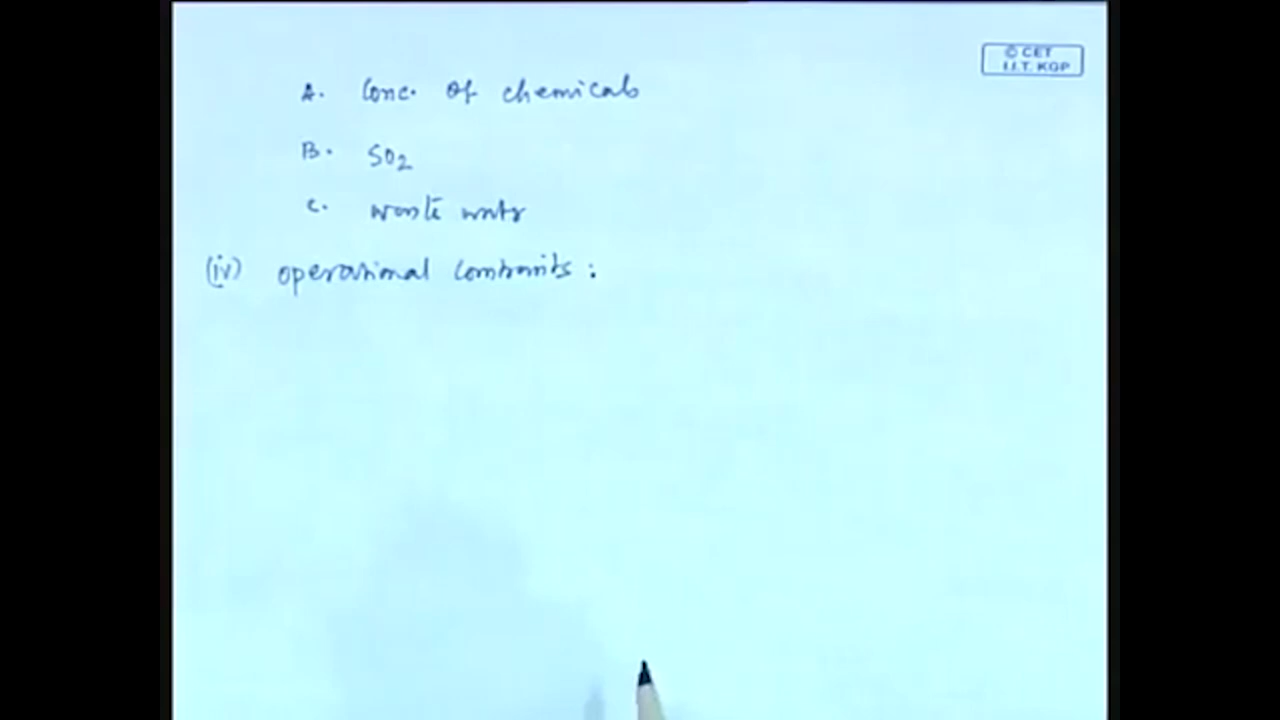 © CET
I.I.T. KGP
A. Conc. Of chemicals
B. SO2
C. waste water
(iv) operational constraints :